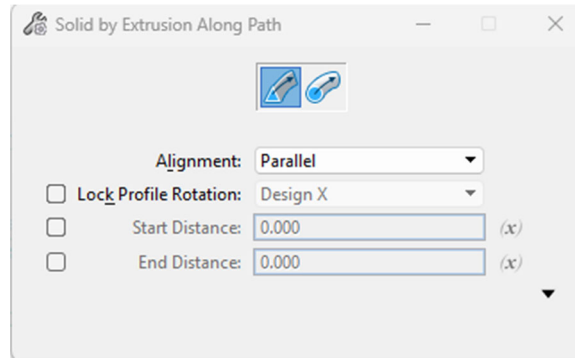 Solid by Extrusion Along Path
Alignment: Parallel
Lock Profile Rotation: Design X
Start Distance: 0.000 (x)
End Distance: 0.000 (x)